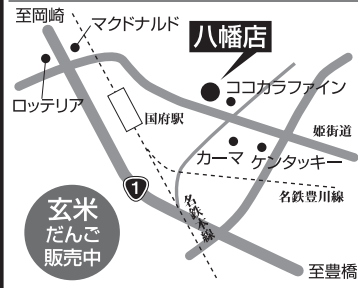 至岡崎
マクドナルド
八幡店
ロッテリア
ココカラファイン
国府駅
姫街道
カーマ
ケンタッキー
名鉄豊川線
1
名鉄本線
玄米
だんご
販売中
至豊橋